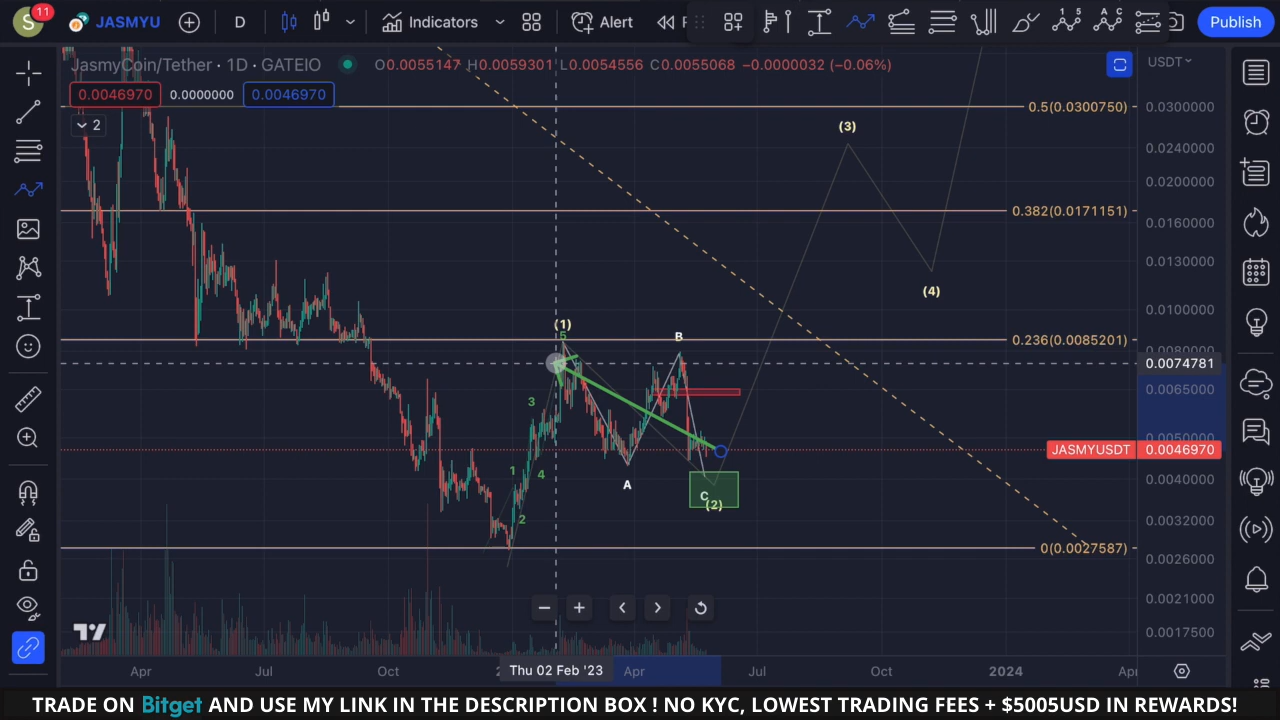 S 11 JASMYU D Indicators Alert Publish
JasmyCoin/Tether · 1D · GATEIO O0.0055147 H0.0059301 L0.0054556 C0.0055068 −0.0000032 (−0.06%) USDT
0.0046970 0.0000000 0.0046970
2
0.5(0.0300750) 0.0300000
(3)
0.0240000
0.0200000
0.382(0.0171151)
0.0160000
0.0130000
(4)
0.0100000
(1)
5 B 0.236(0.0085201)
0.0074781
0.0065000
3
0.0050000
JASMYUSDT 0.0046970
1 4 A 0.0040000
C (2)
2 0.0032000
0(0.0027587)
0.0026000
0.0021000
0.0017500
Apr Jul Oct Thu 02 Feb '23 Apr Jul Oct 2024
TRADE ON Bitget AND USE MY LINK IN THE DESCRIPTION BOX ! NO KYC, LOWEST TRADING FEES + $5005USD IN REWARDS!